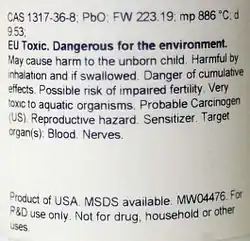 CAS 1317-36-8; PbO; FW 223.19; mp 886 °C, d
9.53;
EU Toxic. Dangerous for the environment.
May cause harm to the unborn child. Harmful by
inhalation and if swallowed. Danger of cumulative
effects. Possible risk of impaired fertility. Very
toxic to aquatic organisms. Probable Carcinogen
(US). Reproductive hazard. Sensitizer. Target
organ(s): Blood. Nerves.
Product of USA. MSDS available. MW04476. For
P&D use only. Not for drug, household or other
uses.